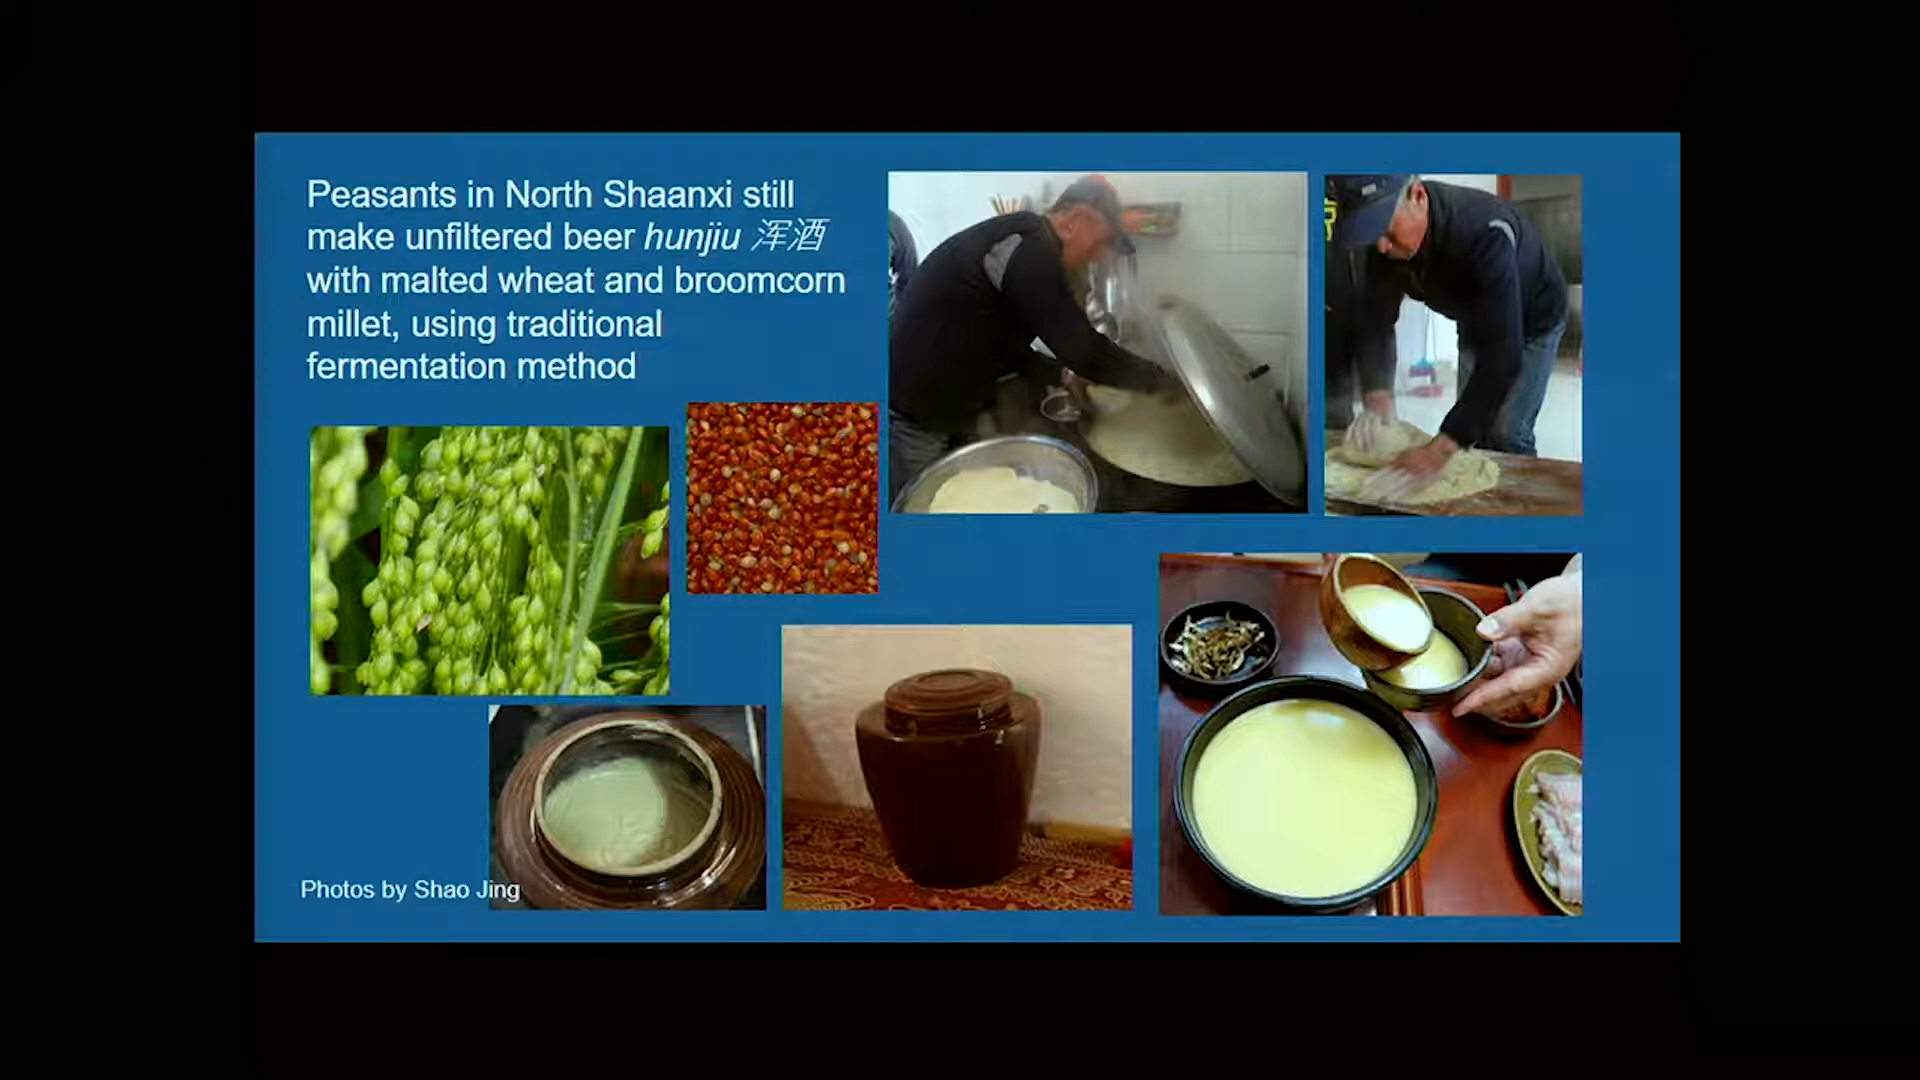 Peasants in North Shaanxi still
make unfiltered beer hunjiu 浑酒
with malted wheat and broomcorn
millet, using traditional
fermentation method
Photos by Shao Jing